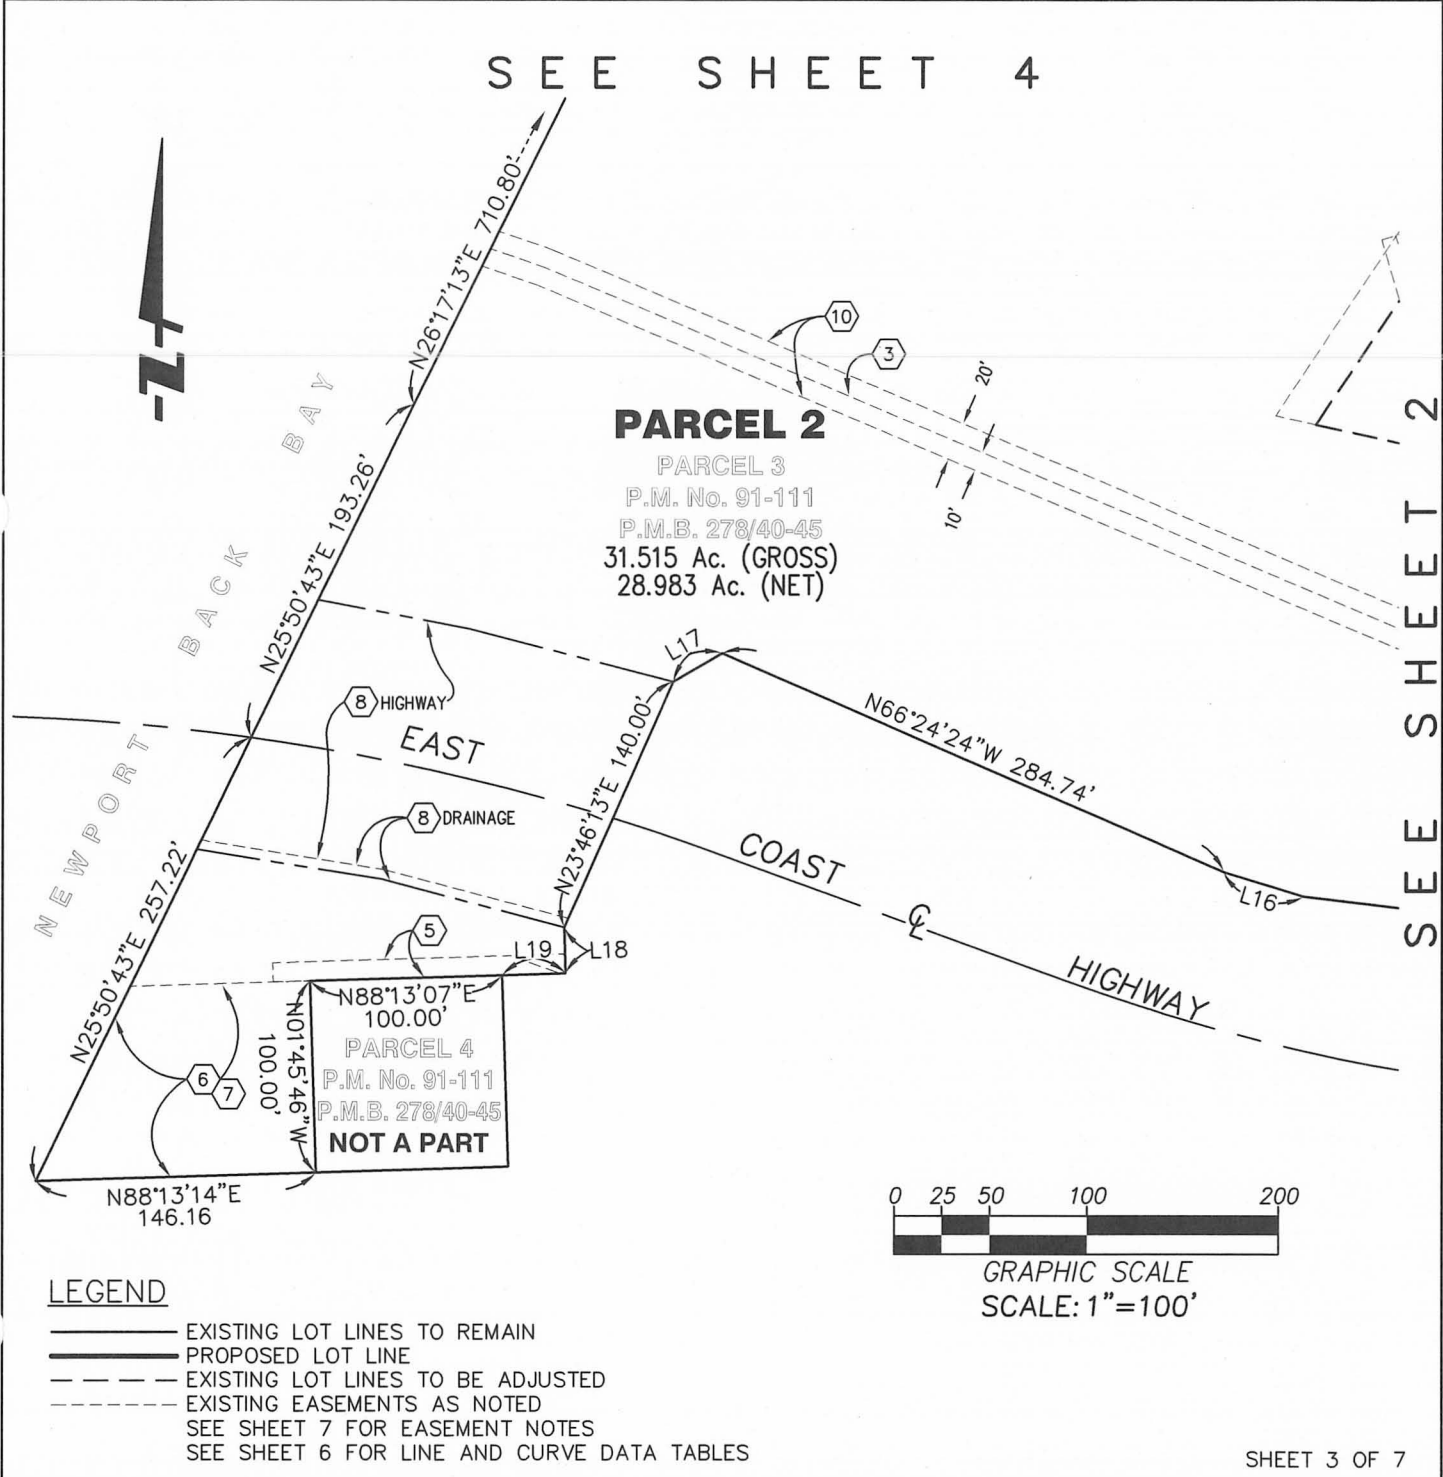 SEE SHEET 4
N26°17'13"E 710.80'
10
3
20'
10'
SEE SHEET 2
PARCEL 2
PARCEL 3
P.M. No. 91-111
P.M.B. 278/40-45
31.515 Ac. (GROSS)
28.983 Ac. (NET)
NEWPORT BACK BAY
N25°50'43"E 193.26'
L17
8 HIGHWAY
EAST COAST HIGHWAY
N66°24'24"W 284.74'
N23°46'13"E 140.00'
8 DRAINAGE
L16
CL
N25°50'43"E 257.22'
5
L19
L18
N88°13'07"E
100.00'
N01°45'46"W
100.00'
PARCEL 4
P.M. No. 91-111
P.M.B. 278/40-45
NOT A PART
6
7
N88°13'14"E
146.16
0 25 50 100 200
GRAPHIC SCALE
SCALE: 1"=100'
LEGEND
EXISTING LOT LINES TO REMAIN
PROPOSED LOT LINE
EXISTING LOT LINES TO BE ADJUSTED
EXISTING EASEMENTS AS NOTED
SEE SHEET 7 FOR EASEMENT NOTES
SEE SHEET 6 FOR LINE AND CURVE DATA TABLES
SHEET 3 OF 7